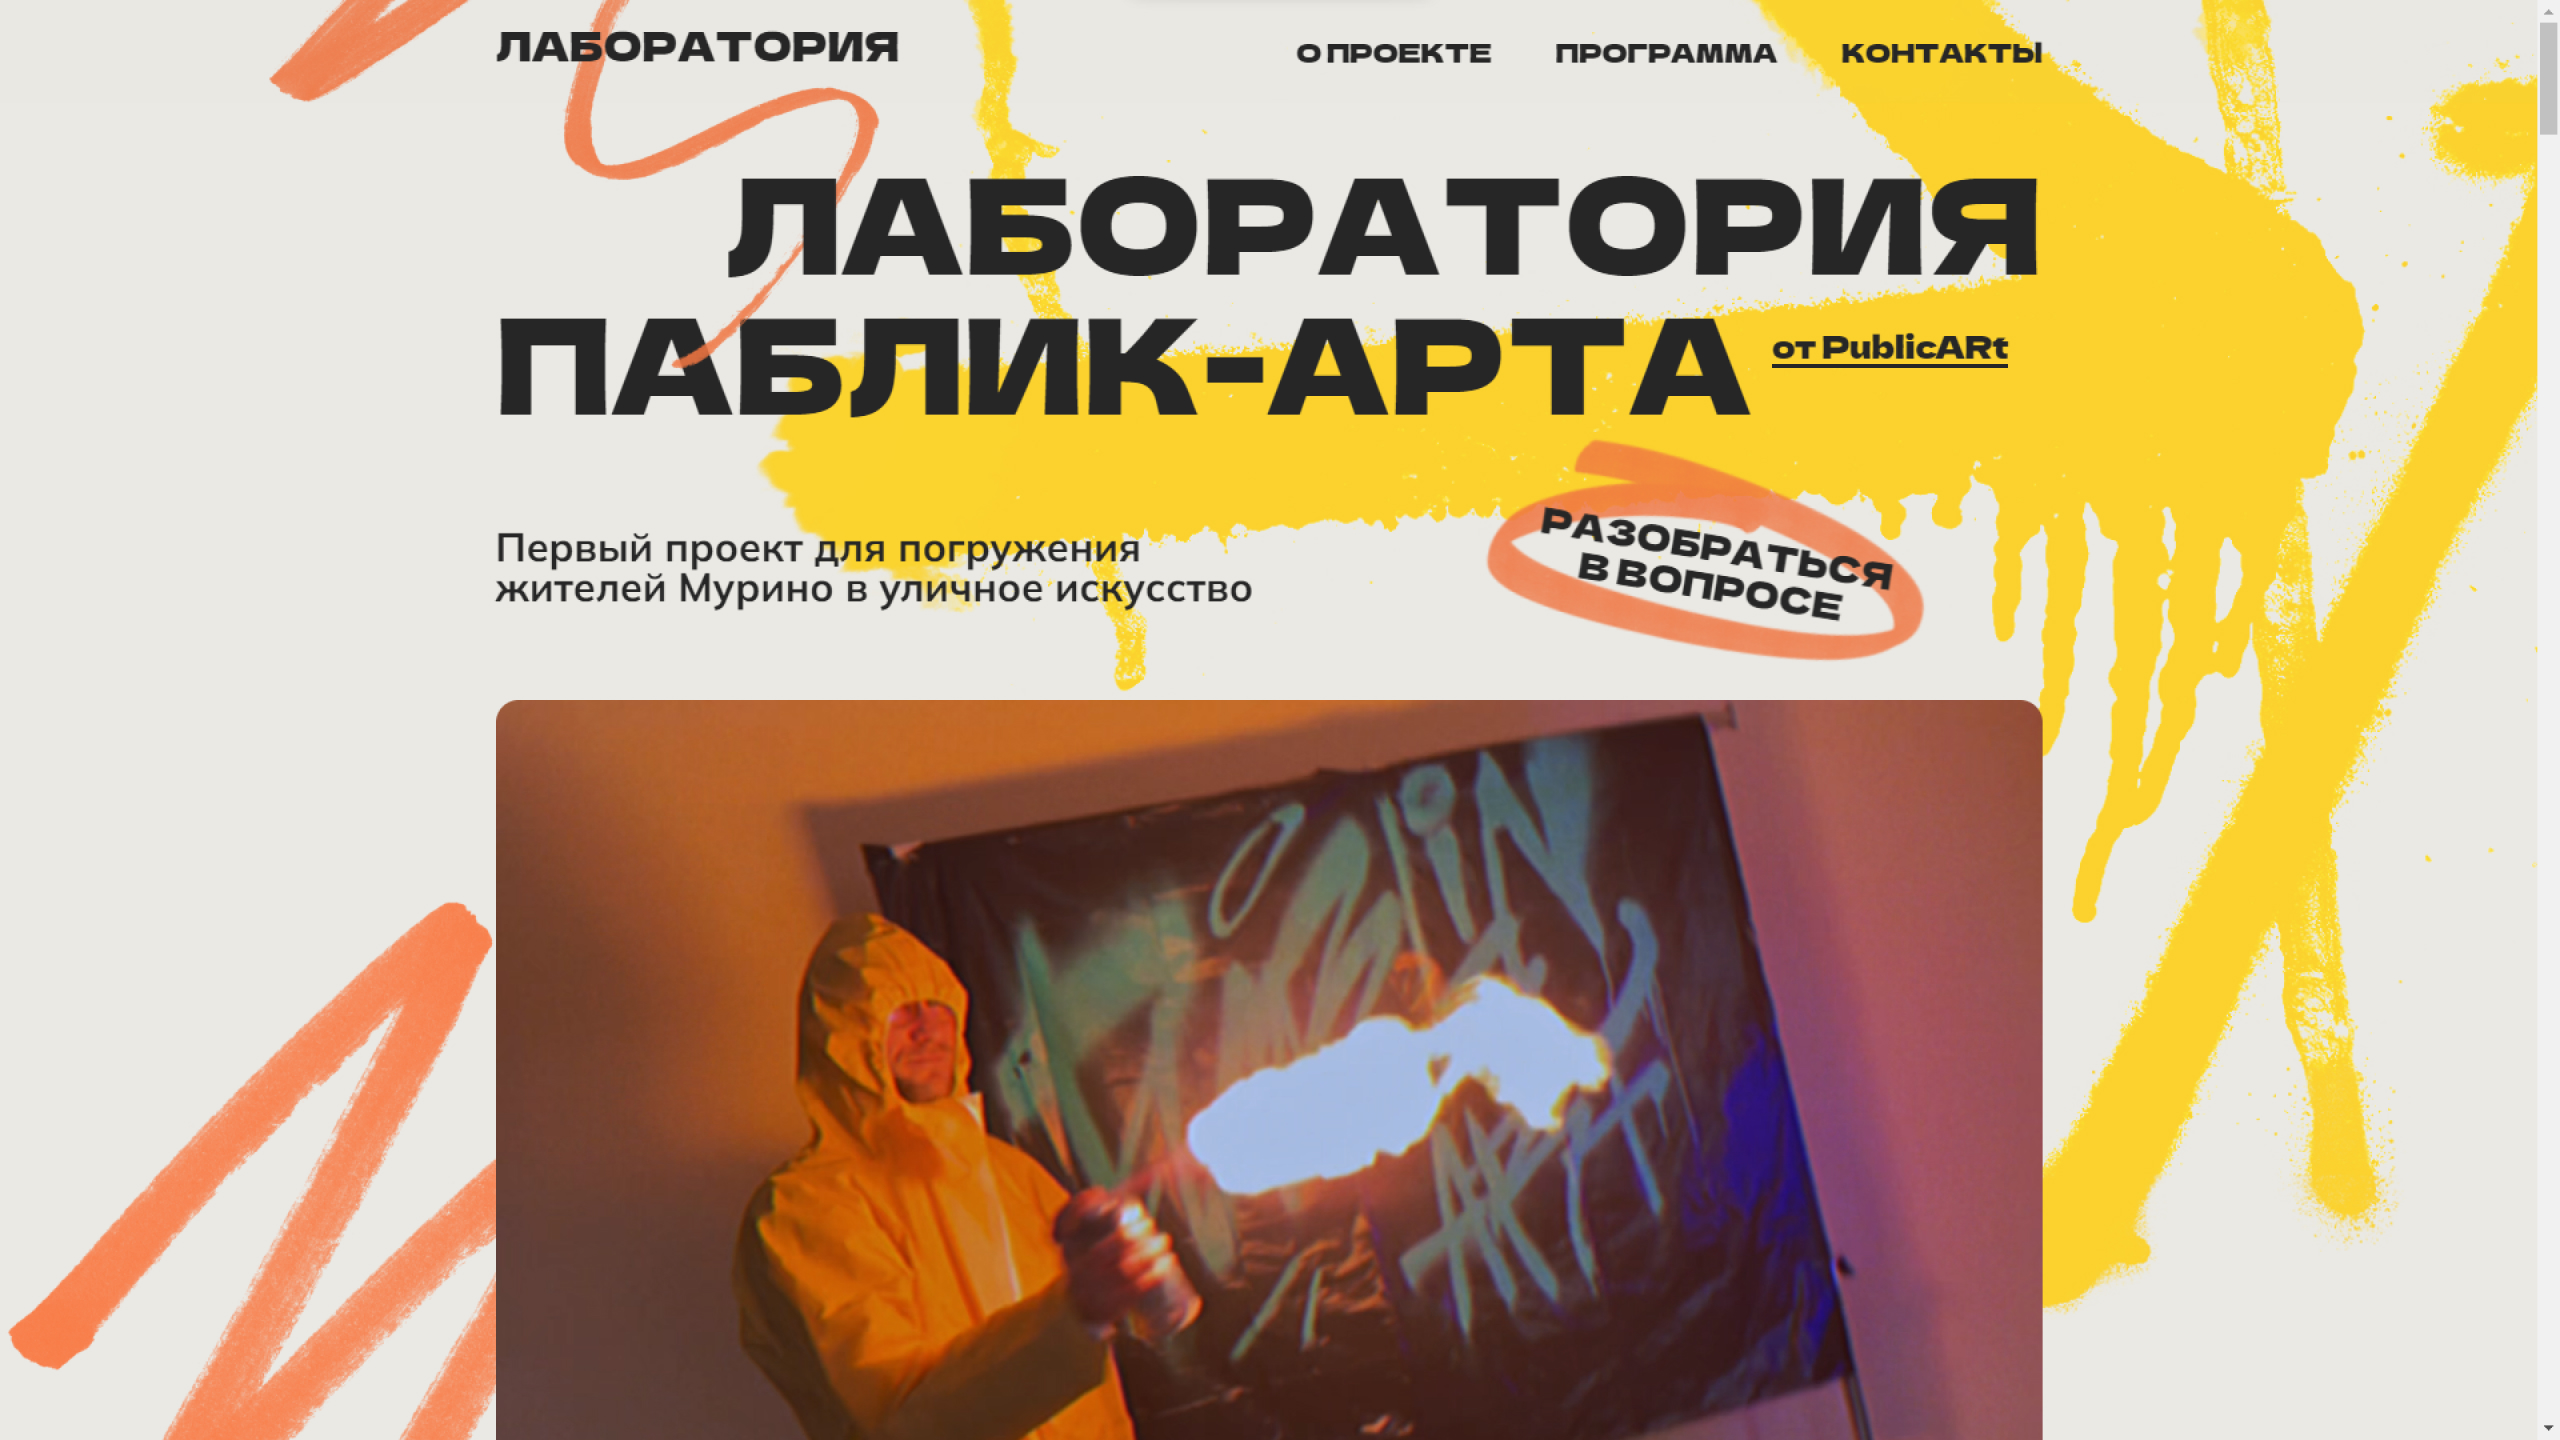 ЛАБОРАТОРИЯ
О ПРОЕКТЕ
ПРОГРАММА
КОНТАКТЫ
ЛАБОРАТОРИЯ
ПАБЛИК-АРТА
от PublicARt
Первый проект для погружения
жителей Мурино в уличное искусство
РАЗОБРАТЬСЯ
В ВОПРОСЕ
ART